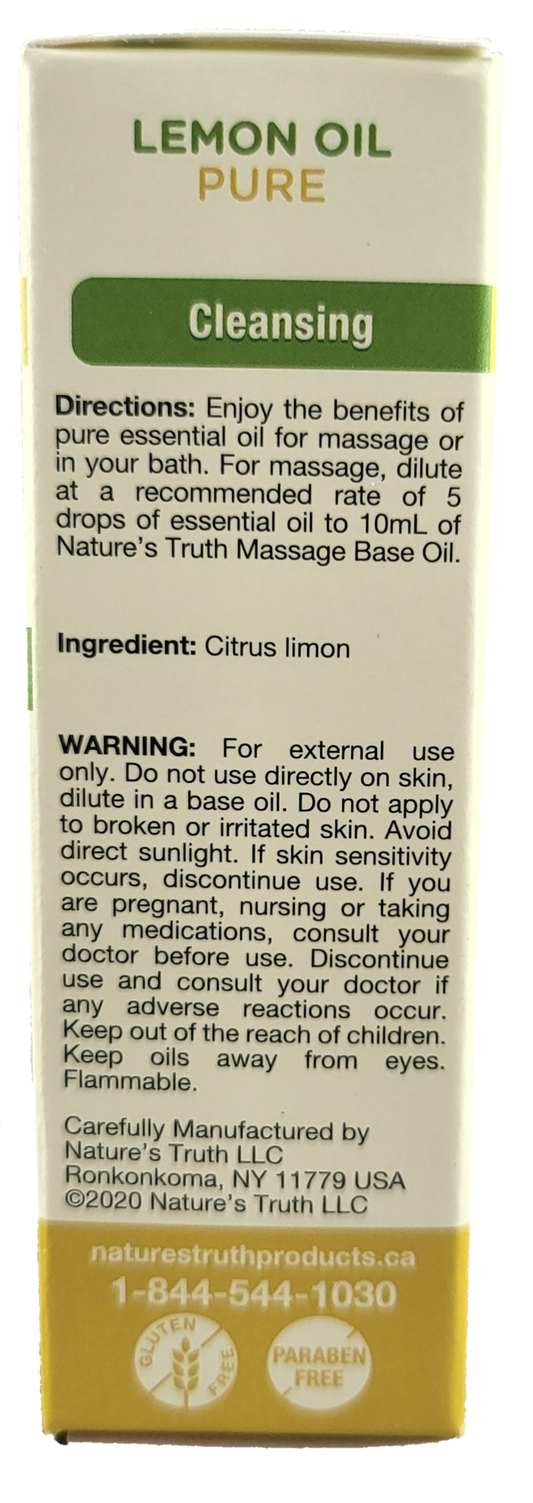 LEMON OIL
PURE
Cleansing
Directions: Enjoy the benefits of
pure essential oil for massage or
in your bath. For massage, dilute
at a recommended rate of 5
drops of essential oil to 10mL of
Nature's Truth Massage Base Oil.
Ingredient: Citrus limon
WARNING: For external use
only. Do not use directly on skin,
dilute in a base oil. Do not apply
to broken or irritated skin. Avoid
direct sunlight. If skin sensitivity
occurs, discontinue use. If you
are pregnant, nursing or taking
any medications, consult your
doctor before use. Discontinue
use and consult your doctor if
any adverse reactions occur.
Keep out of the reach of children.
Keep oils away from eyes.
Flammable.
Carefully Manufactured by
Nature's Truth LLC
Ronkonkoma, NY 11779 USA
©2020 Nature's Truth LLC
naturestruthproducts.ca
1-844-544-1030
GLUTEN FREE
PARABEN
FREE